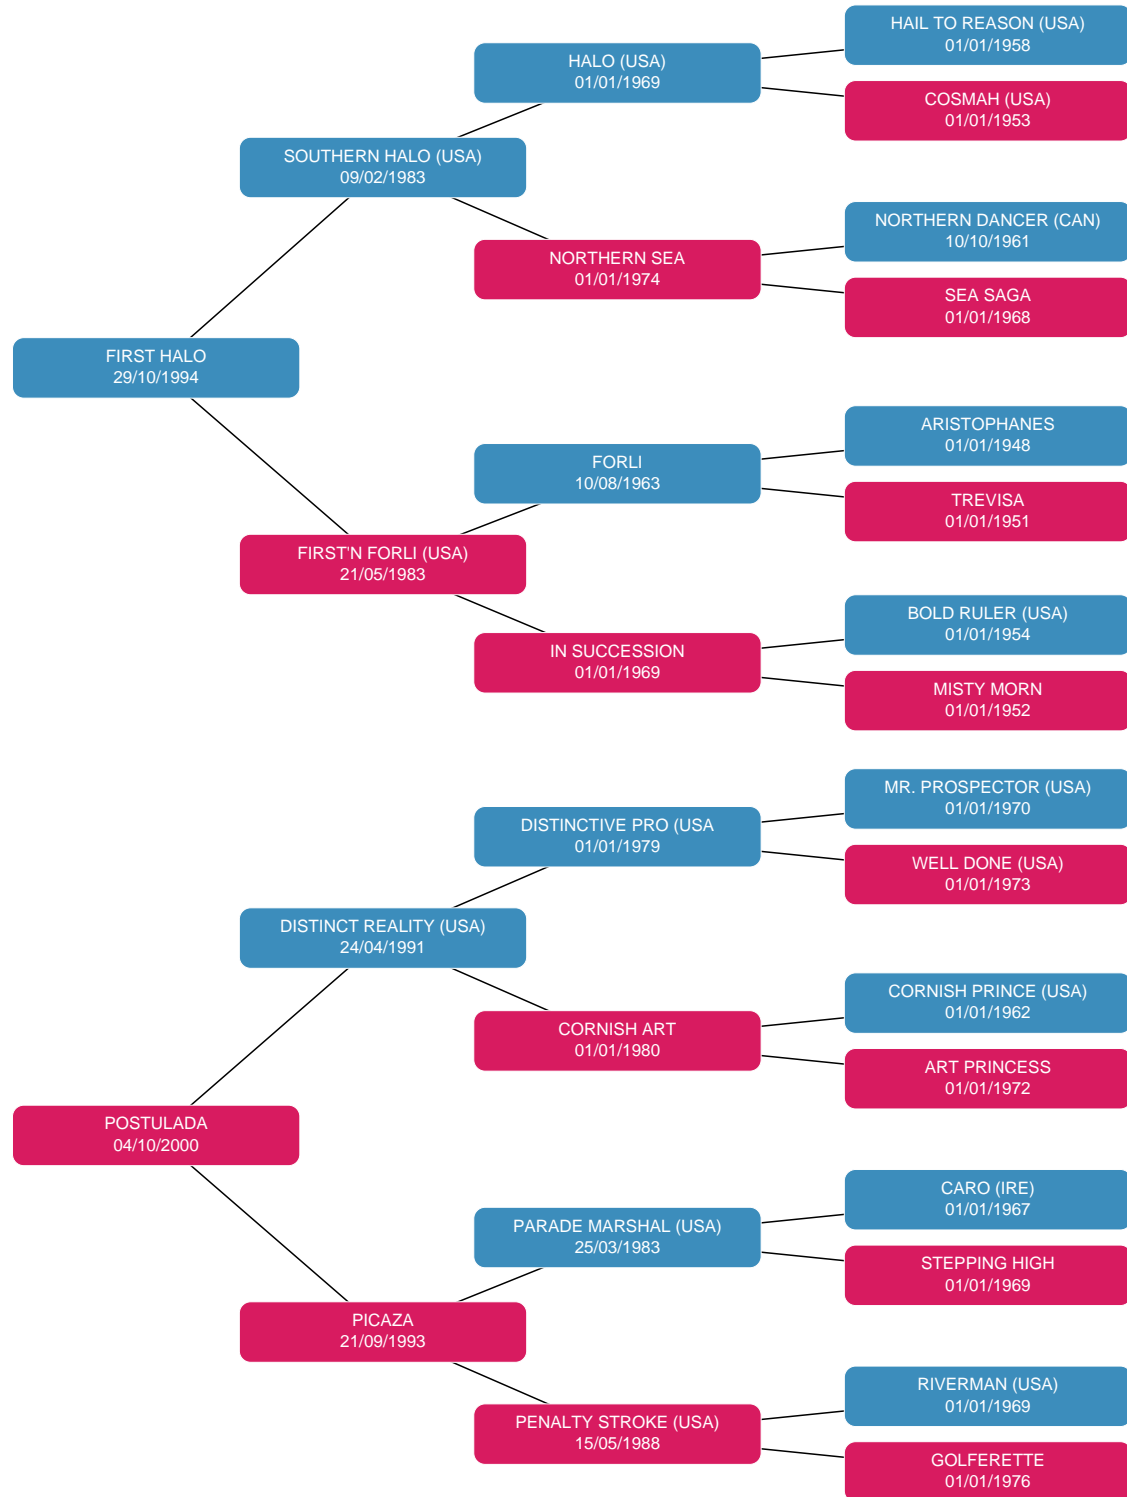 HAIL TO REASON (USA)
01/01/1958
HALO (USA)
01/01/1969
COSMAH (USA)
01/01/1953
SOUTHERN HALO (USA)
09/02/1983
NORTHERN DANCER (CAN)
10/10/1961
NORTHERN SEA
01/01/1974
SEA SAGA
01/01/1968
FIRST HALO
29/10/1994
ARISTOPHANES
01/01/1948
FORLI
10/08/1963
TREVISA
01/01/1951
FIRST'N FORLI (USA)
21/05/1983
BOLD RULER (USA)
01/01/1954
IN SUCCESSION
01/01/1969
MISTY MORN
01/01/1952
MR. PROSPECTOR (USA)
01/01/1970
DISTINCTIVE PRO (USA
01/01/1979
WELL DONE (USA)
01/01/1973
DISTINCT REALITY (USA)
24/04/1991
CORNISH PRINCE (USA)
01/01/1962
CORNISH ART
01/01/1980
ART PRINCESS
01/01/1972
POSTULADA
04/10/2000
CARO (IRE)
01/01/1967
PARADE MARSHAL (USA)
25/03/1983
STEPPING HIGH
01/01/1969
PICAZA
21/09/1993
RIVERMAN (USA)
01/01/1969
PENALTY STROKE (USA)
15/05/1988
GOLFERETTE
01/01/1976